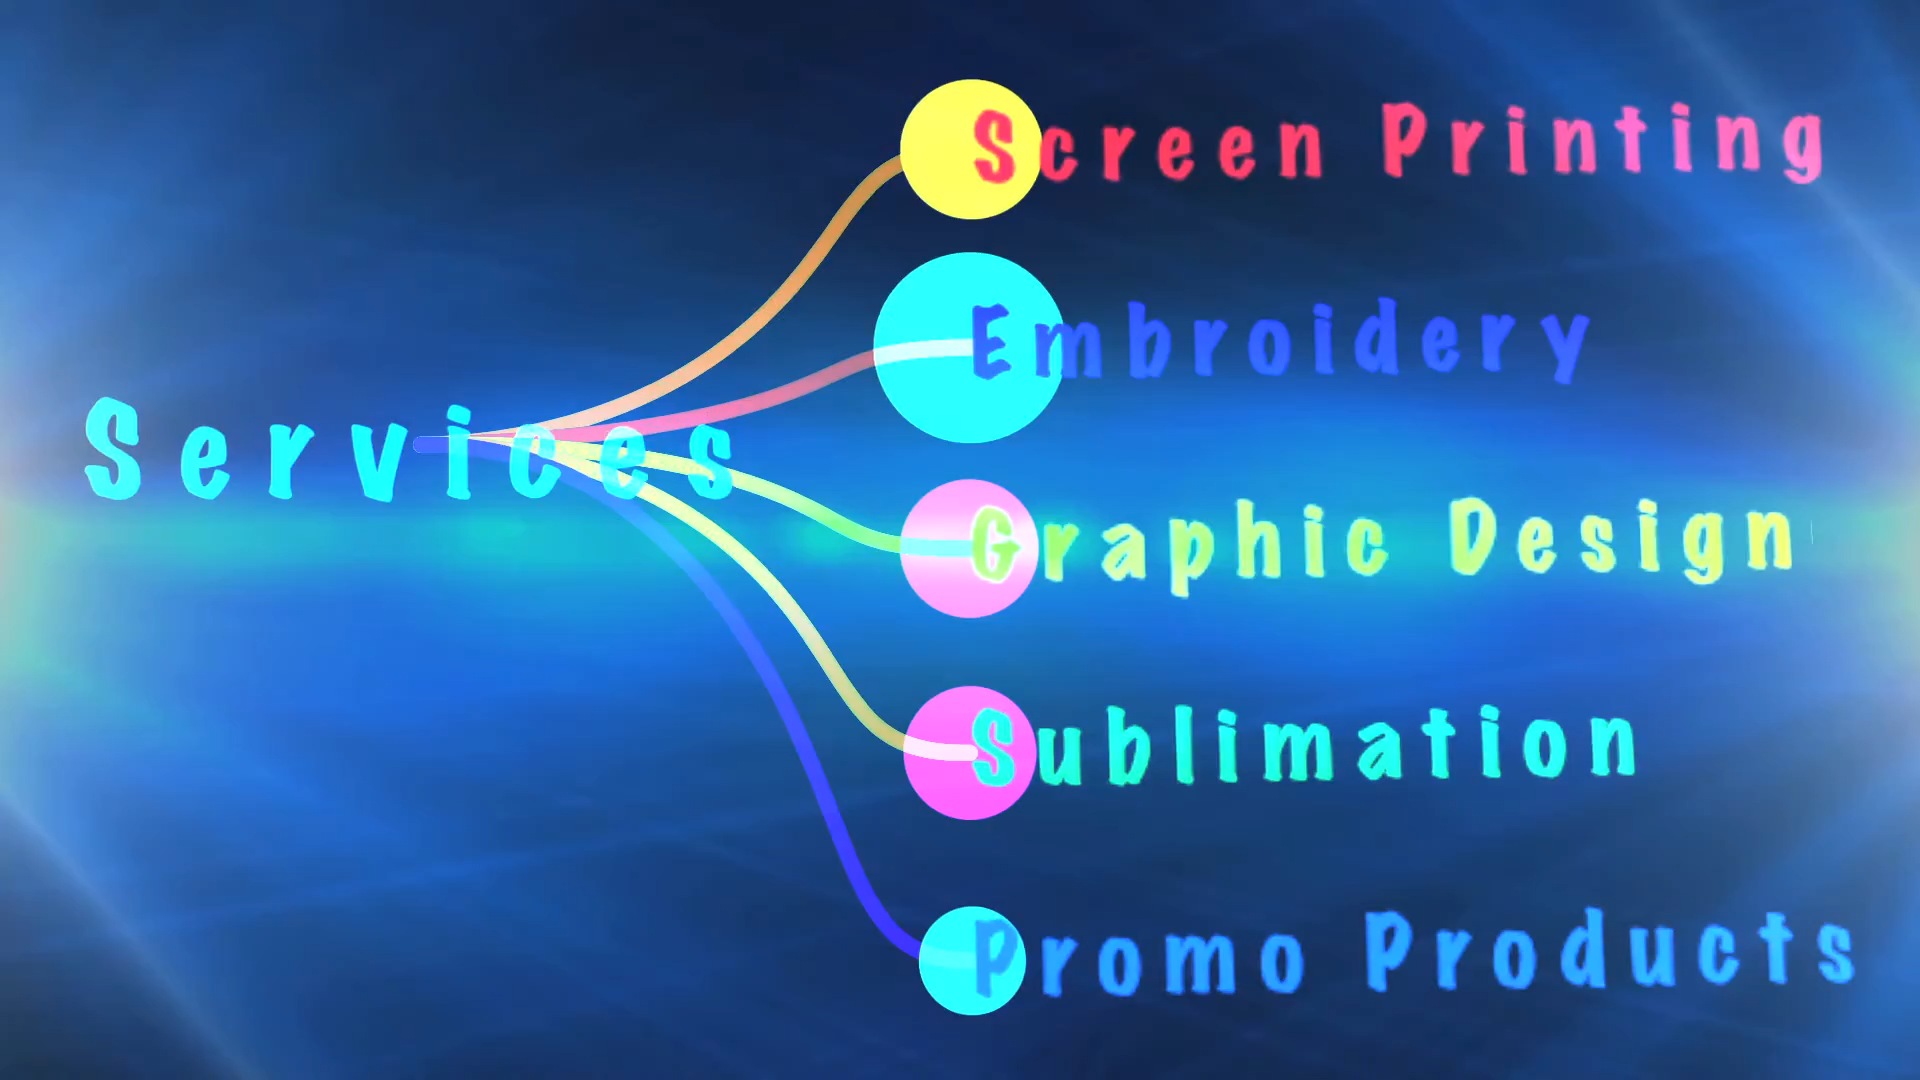 Services
Screen Printing
Embroidery
Graphic Design
Sublimation
Promo Products